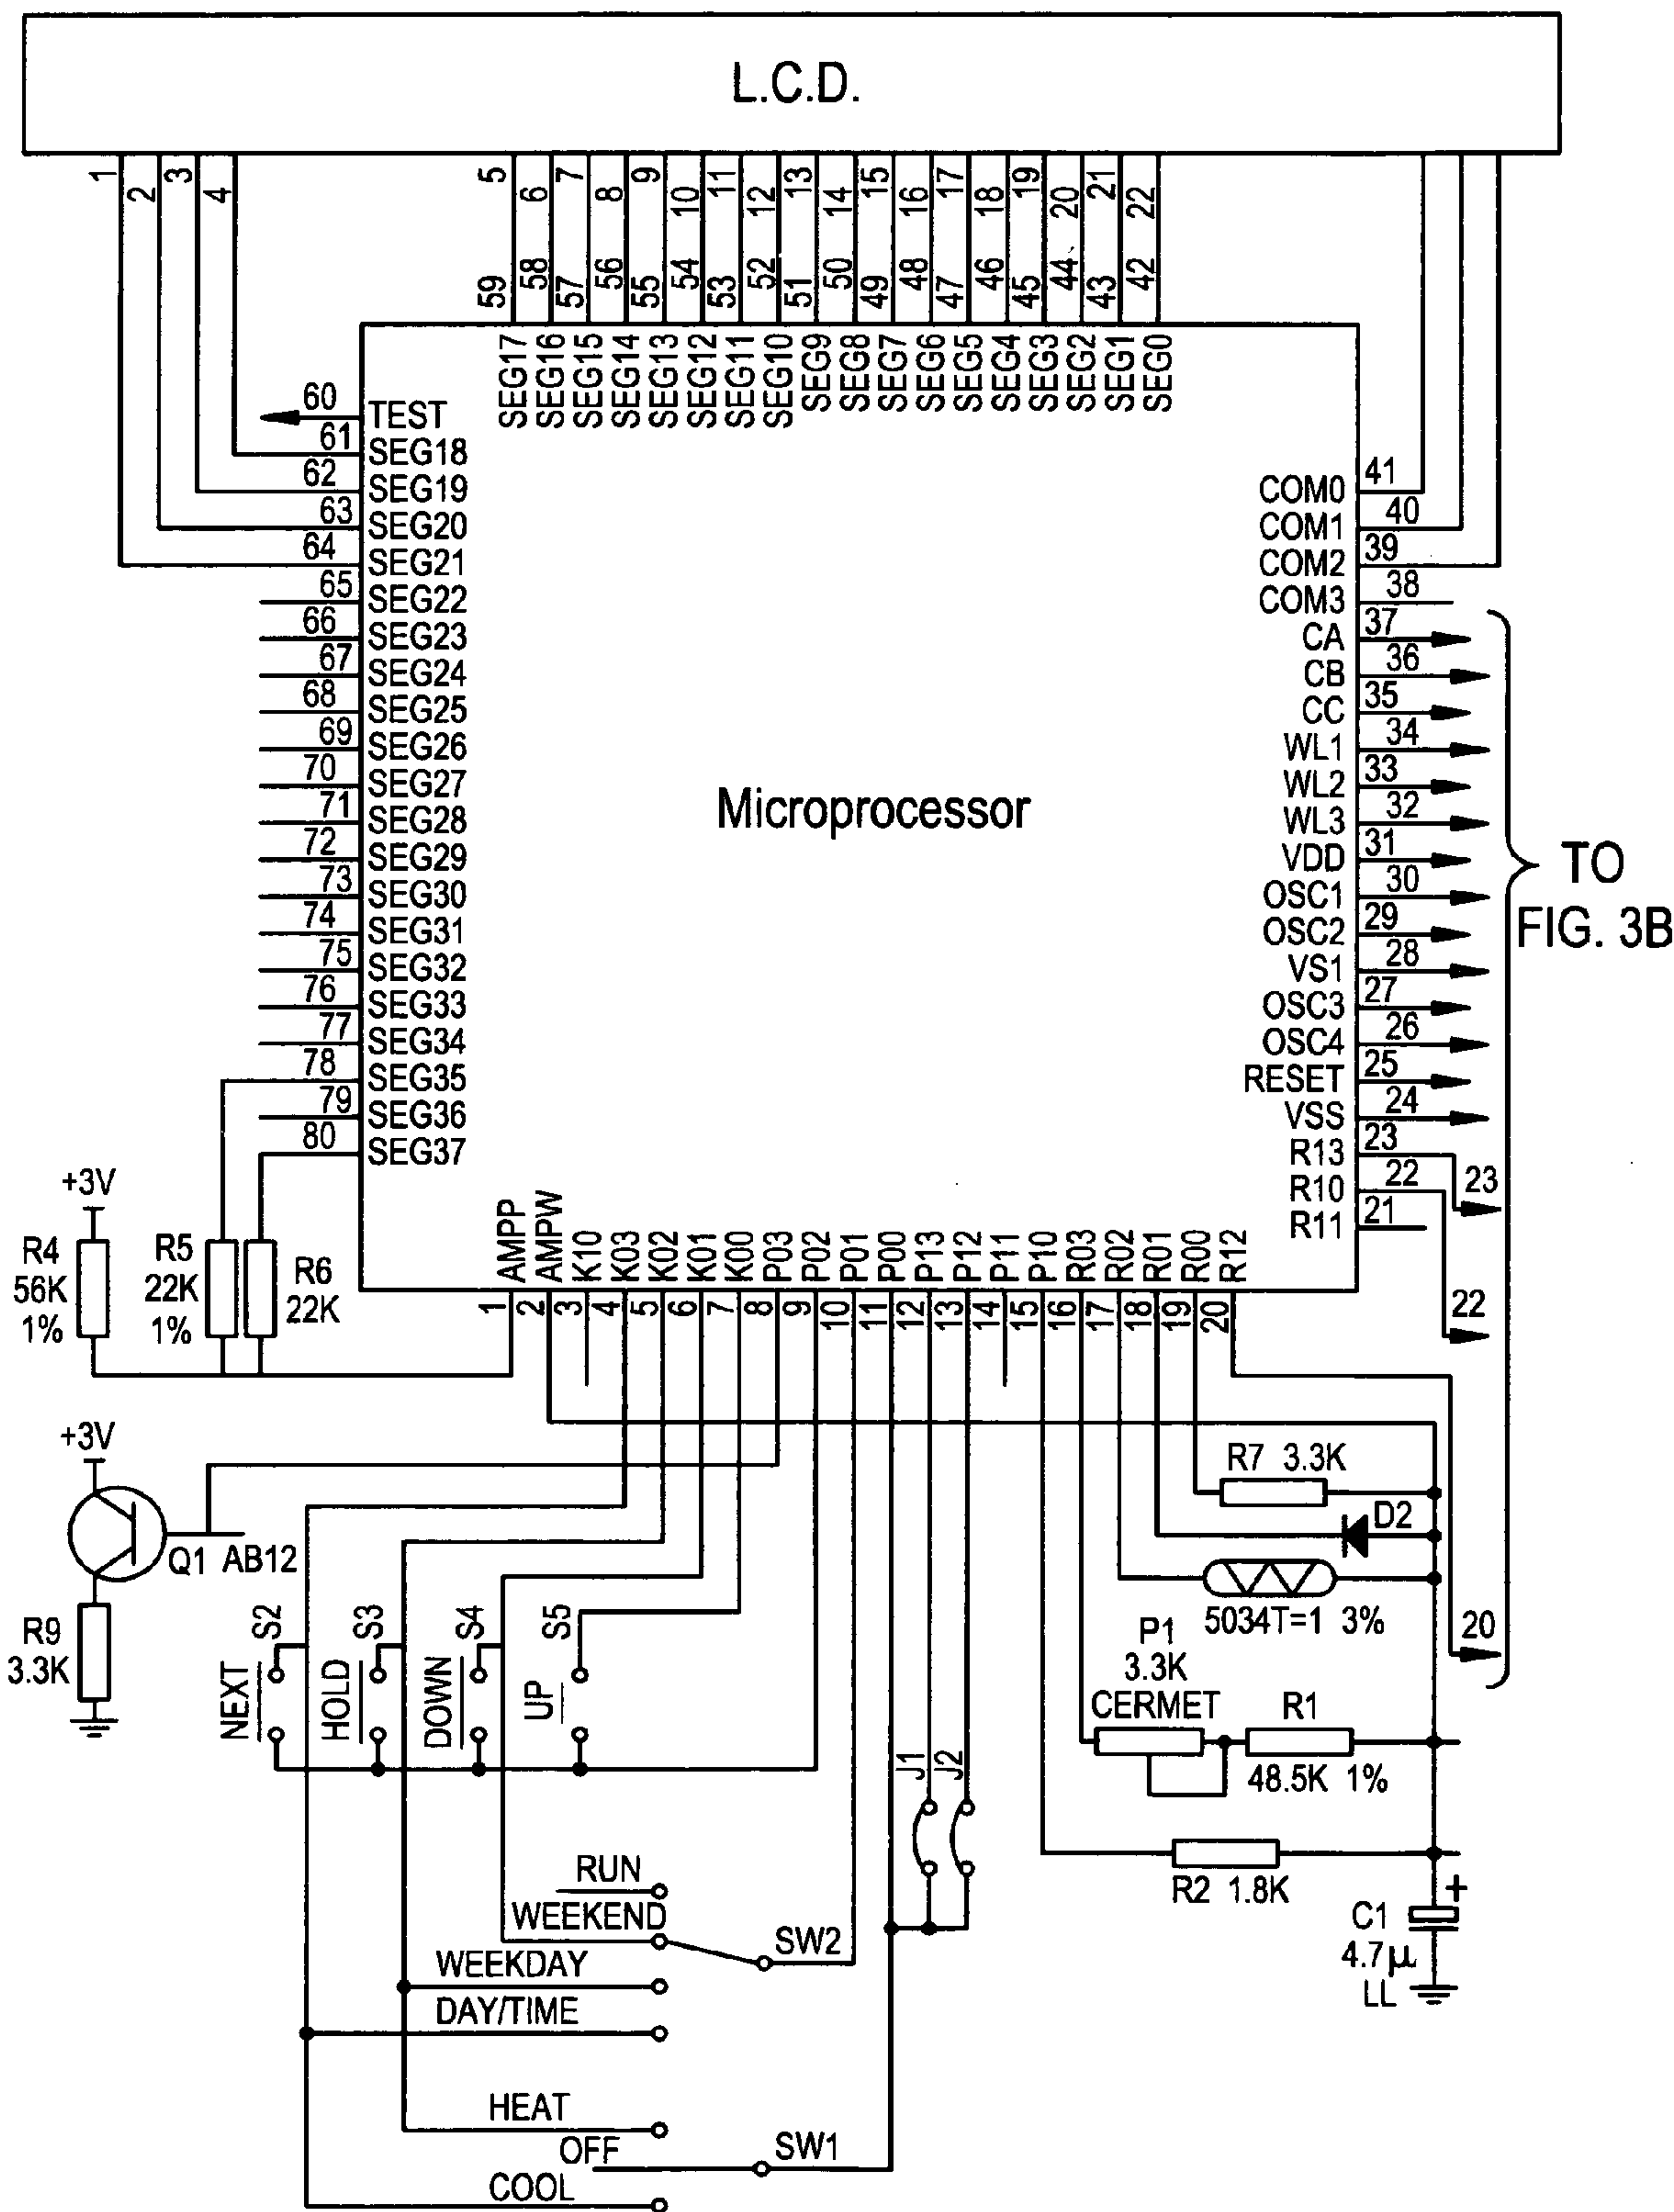 L.C.D.
1 2 3 4 5 6 7 8 9 10 11 12 13 14 15 16 17 18 19 20 21 22
59 58 57 56 55 54 53 52 51 50 49 48 47 46 45 44 43 42
SEG17 SEG16 SEG15 SEG14 SEG13 SEG12 SEG11 SEG10 SEG9 SEG8 SEG7 SEG6 SEG5 SEG4 SEG3 SEG2 SEG1 SEG0
60 TEST
61 SEG18
62 SEG19
63 SEG20
64 SEG21
65 SEG22
66 SEG23
67 SEG24
68 SEG25
69 SEG26
70 SEG27
71 SEG28
72 SEG29
73 SEG30
74 SEG31
75 SEG32
76 SEG33
77 SEG34
78 SEG35
79 SEG36
80 SEG37
Microprocessor
COM0 41
COM1 40
COM2 39
COM3 38
CA 37
CB 36
CC 35
WL1 34
WL2 33
WL3 32
VDD 31
OSC1 30
OSC2 29
VS1 28
OSC3 27
OSC4 26
RESET 25
VSS 24
R13 23
R10 22
R11 21
23
22
20
TO
FIG. 3B
AMPP AMPW K10 K03 K02 K01 K00 P03 P02 P01 P00 P13 P12 P11 P10 R03 R02 R01 R00 R12
1 2 3 4 5 6 7 8 9 10 11 12 13 14 15 16 17 18 19 20
+3V
R4
56K
1%
R5
22K
1%
R6
22K
+3V
Q1 AB12
R9
3.3K
S2
NEXT
S3
HOLD
S4
DOWN
S5
UP
R7 3.3K
D2
5034T=1 3%
P1
3.3K
CERMET
R1
48.5K 1%
J1
J2
R2 1.8K
+
C1
4.7µ
LL
RUN
WEEKEND
SW2
WEEKDAY
DAY/TIME
HEAT
OFF
SW1
COOL